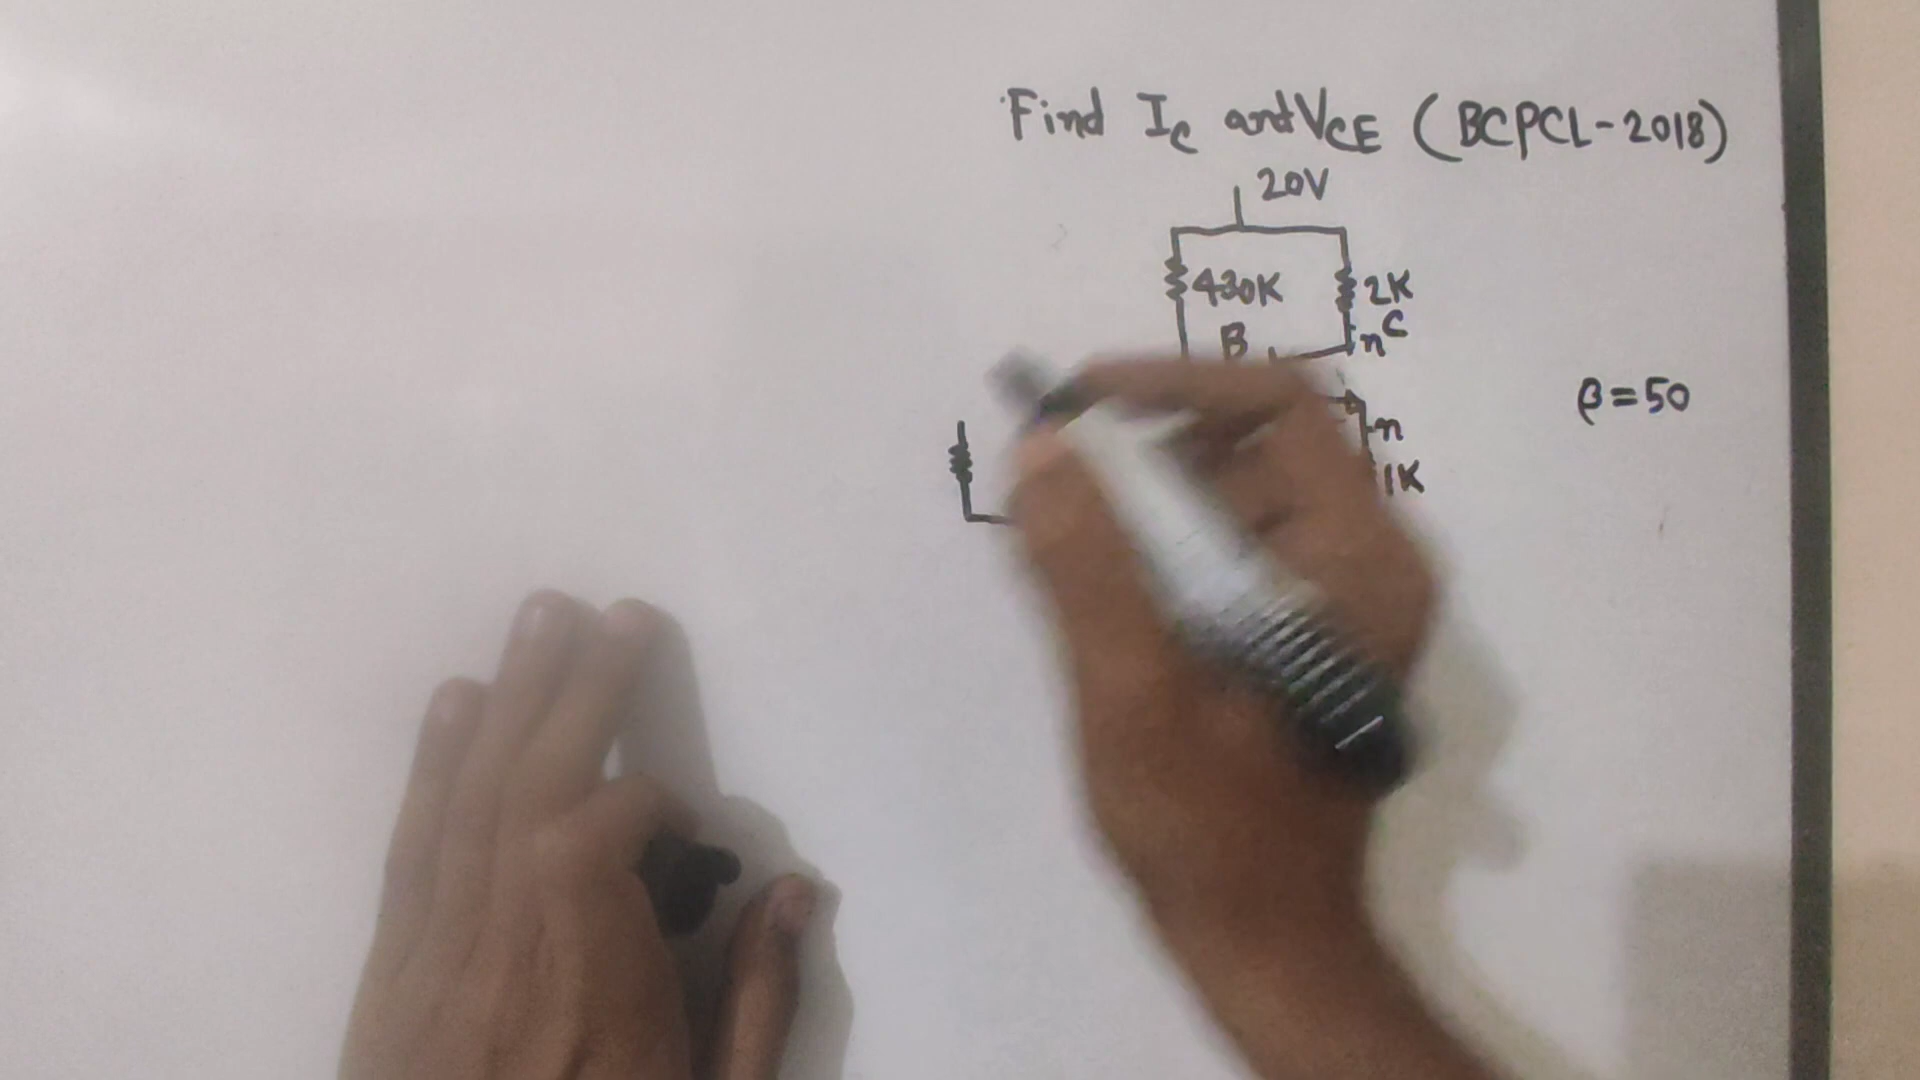 Find IC and VCE (BCPCL-2018)
20V
430K 2K
B n C
β=50
n
1K